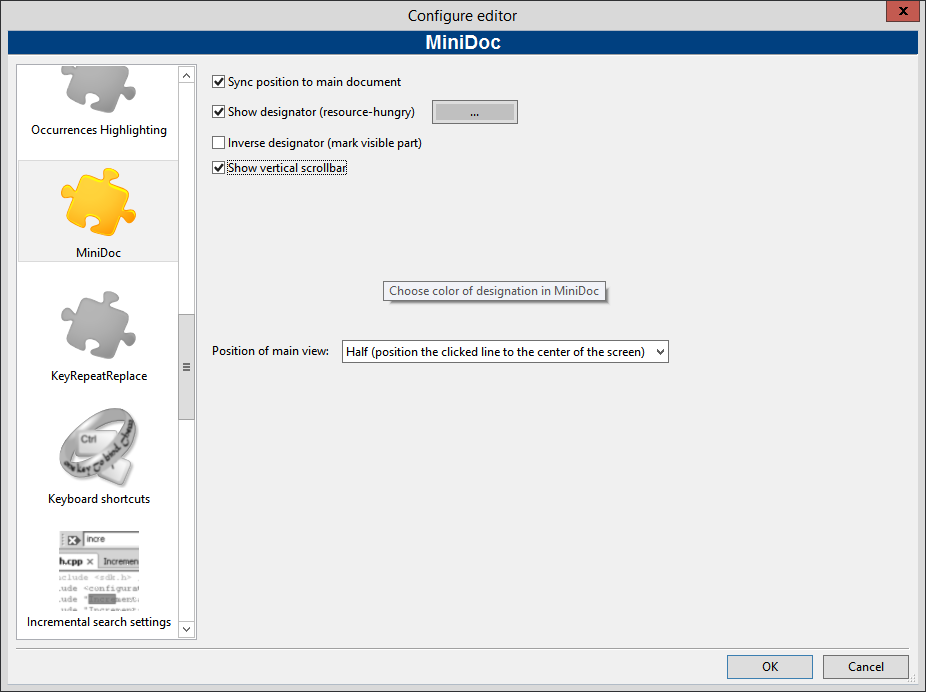 Configure editor
MiniDoc
Occurrences Highlighting
MiniDoc
KeyRepeatReplace
Ctrl
Keyboard shortcuts
incre
h.cpp
Incremen
Incremental search settings
Sync position to main document
Show designator (resource-hungry)
...
Inverse designator (mark visible part)
Show vertical scrollbar
Choose color of designation in MiniDoc
Position of main view:
Half (position the clicked line to the center of the screen)
OK
Cancel